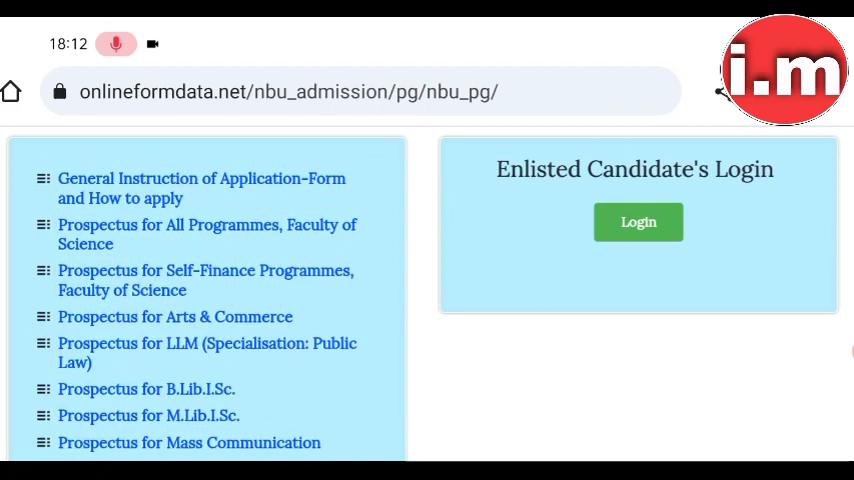 18:12
i.m
onlineformdata.net/nbu_admission/pg/nbu_pg/
General Instruction of Application-Form
and How to apply
Prospectus for All Programmes, Faculty of
Science
Prospectus for Self-Finance Programmes,
Faculty of Science
Prospectus for Arts & Commerce
Prospectus for LLM (Specialisation: Public
Law)
Prospectus for B.Lib.I.Sc.
Prospectus for M.Lib.I.Sc.
Prospectus for Mass Communication
Enlisted Candidate's Login
Login